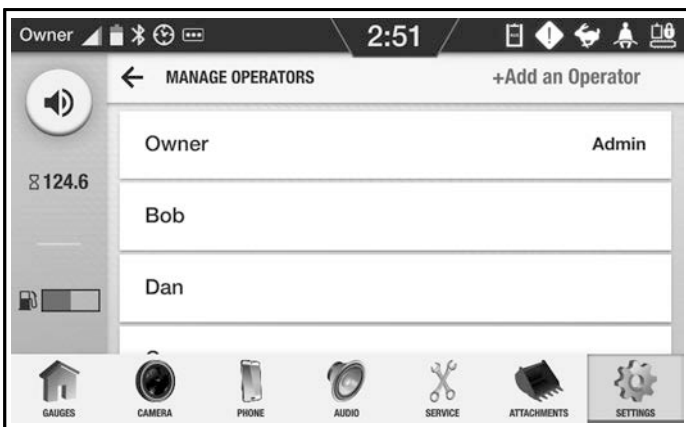 Owner 2:51
MANAGE OPERATORS +Add an Operator
Owner Admin
124.6
Bob
Dan
GAUGES CAMERA PHONE AUDIO SERVICE ATTACHMENTS SETTINGS